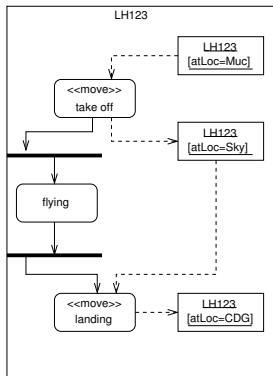 LH123
LH123
[atLoc=Muc]
<<move>>
take off
LH123
[atLoc=Sky]
flying
<<move>>
landing
LH123
[atLoc=CDG]